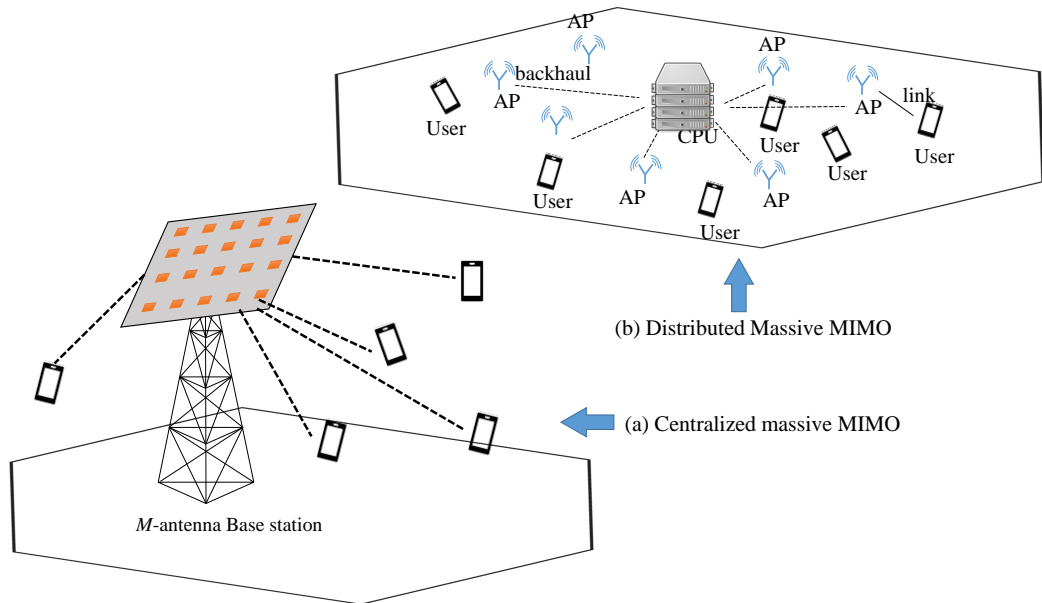 AP
AP
backhaul
AP
AP
link
User
CPU
User
User
User
User
AP
AP
User
(b) Distributed Massive MIMO
(a) Centralized massive MIMO
M-antenna Base station